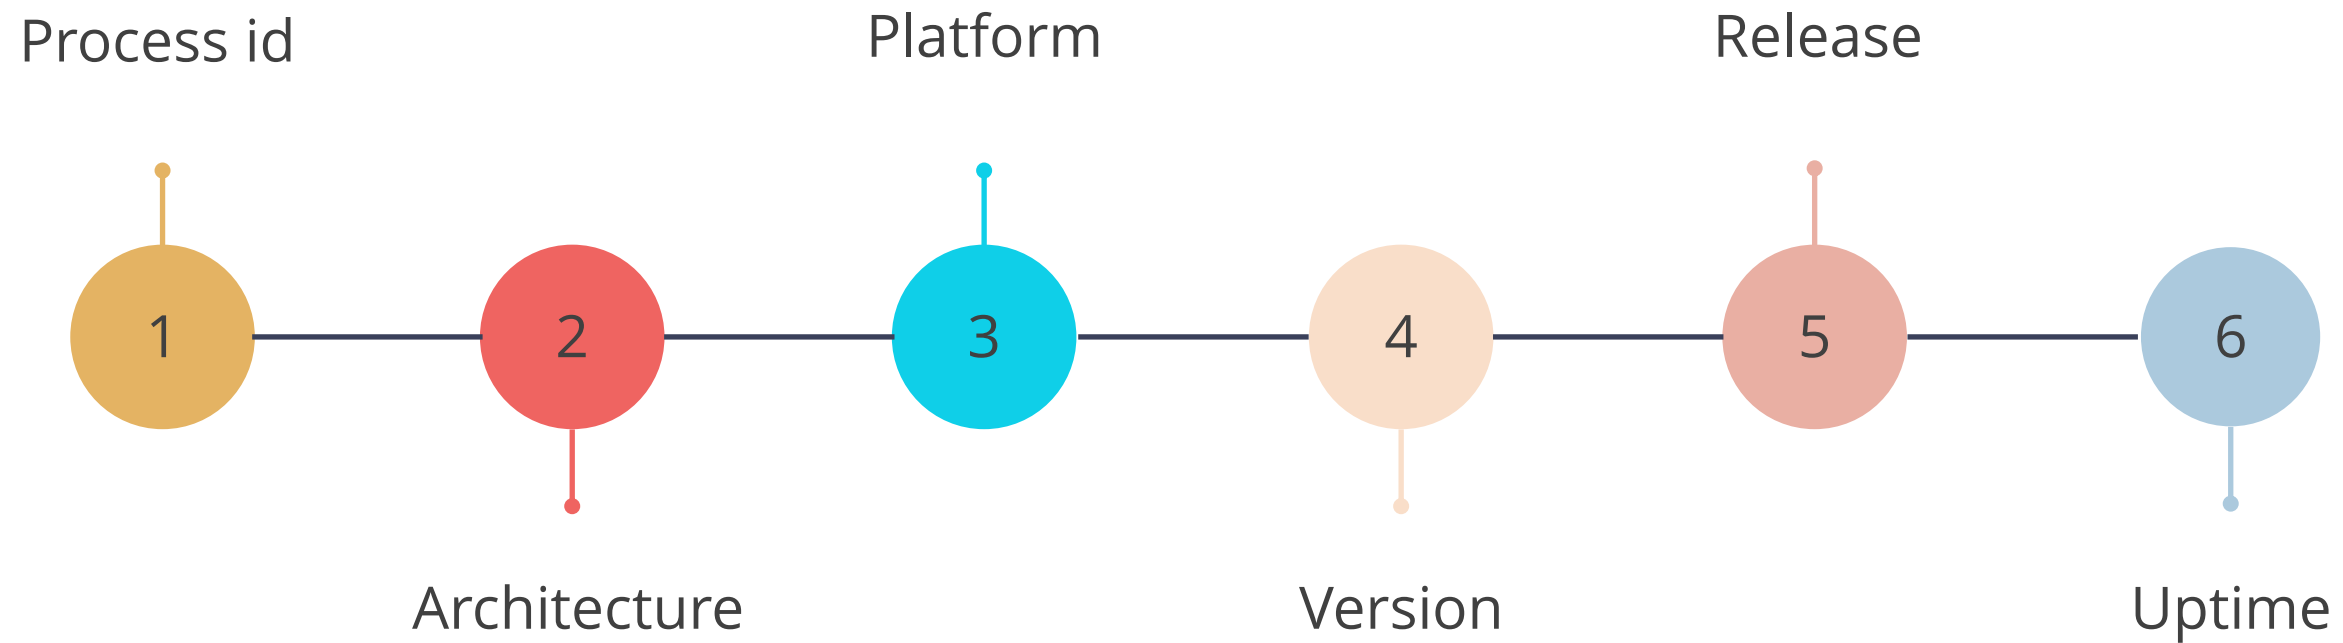 Process id
Platform
Release
1
2
3
4
5
6
Architecture
Version
Uptime